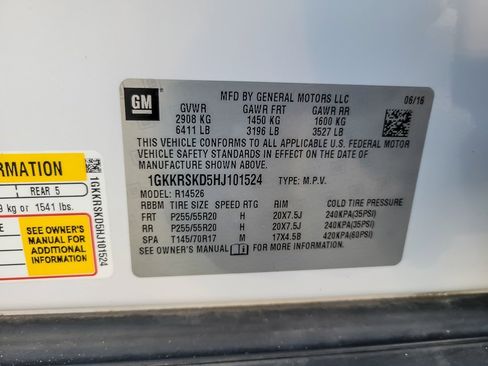 GM
MFD BY GENERAL MOTORS LLC 06/16
GVWR GAWR FRT GAWR RR
2908 KG 1450 KG 1600 KG
6411 LB 3196 LB 3527 LB
THIS VEHICLE CONFORMS TO ALL APPLICABLE U.S. FEDERAL MOTOR
VEHICLE SAFETY STANDARDS IN EFFECT ON THE DATE OF
MANUFACTURE SHOWN ABOVE.
1GKKRSKD5HJ101524 TYPE: M.P.V.
MODEL: R14526
RBBM TIRE SIZE SPEED RTG RIM COLD TIRE PRESSURE
FRT P255/55R20 H 20X7.5J 240KPA(35PSI)
RR P255/55R20 H 20X7.5J 240KPA(35PSI)
SPA T145/70R17 M 17X4.5B 420KPA(60PSI)
SEE OWNER'S MANUAL FOR MORE INFORMATION.
REAR 5
kg or 1541 lbs.
SEE OWNER'S
MANUAL FOR
ADDITIONAL
INFORMATION
1GKKRSKD5HJ101524